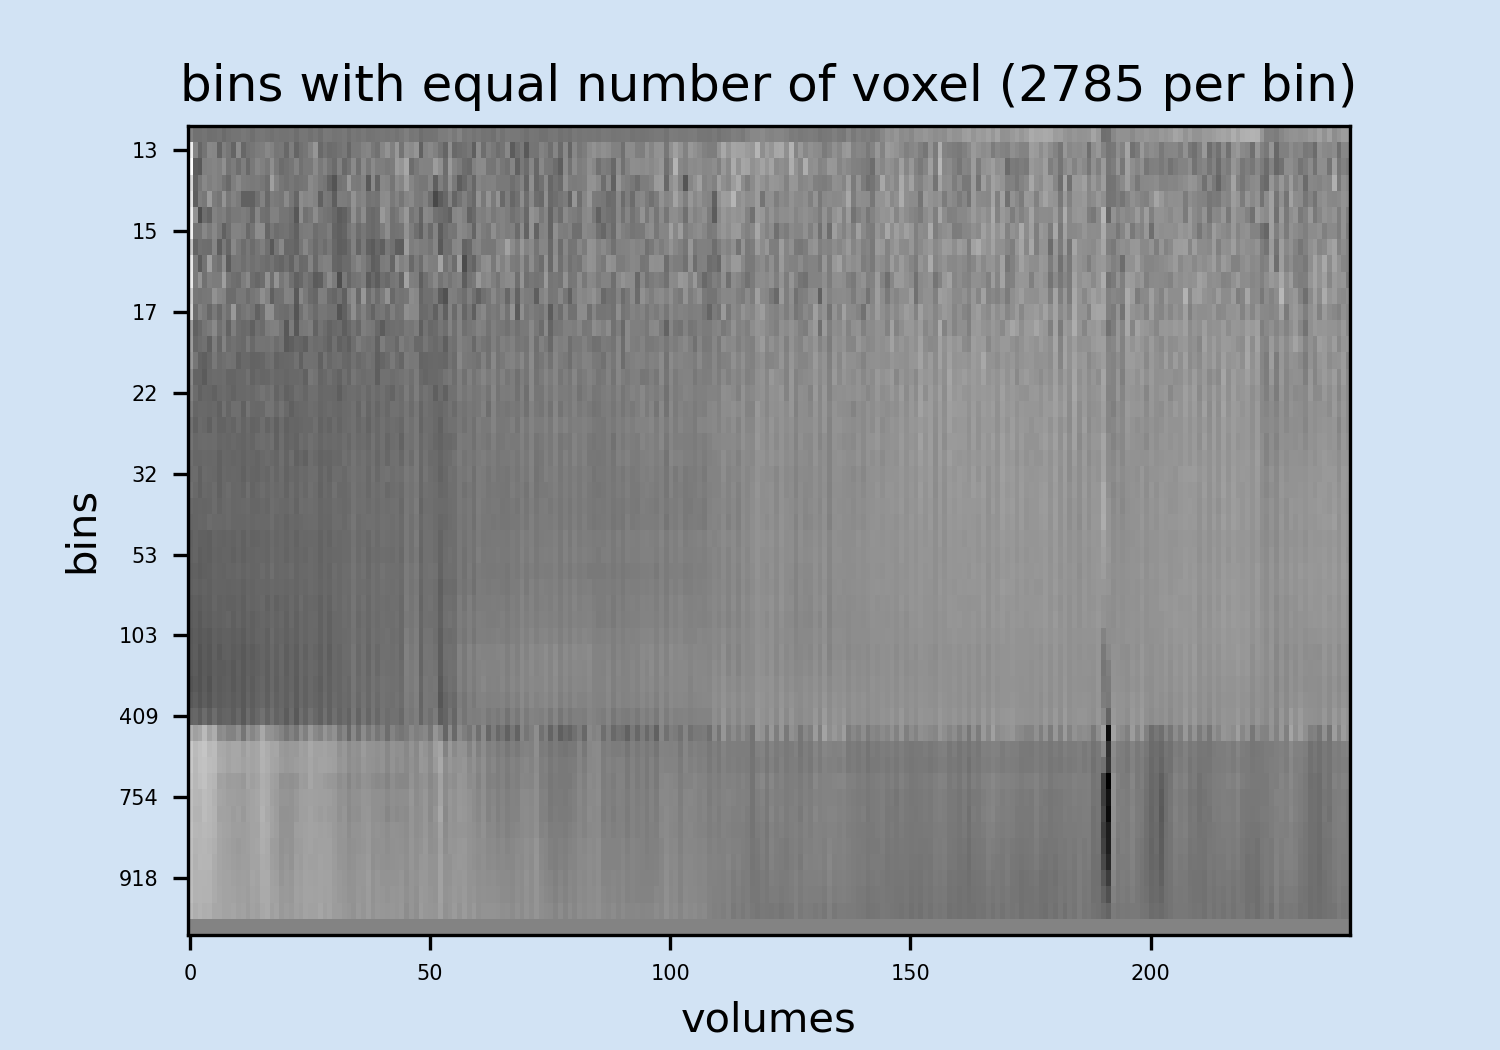 bins with equal number of voxel (2785 per bin)
bins
13
15
17
22
32
53
103
409
754
918
0 50 100 150 200
volumes